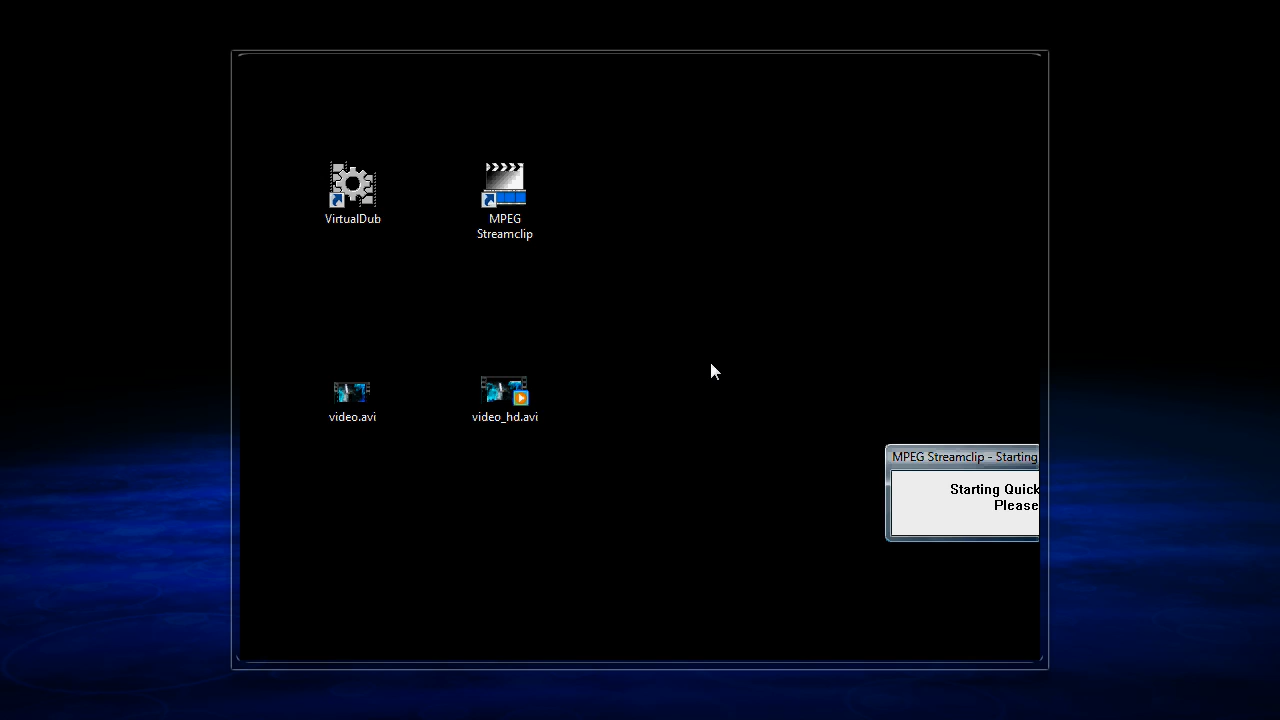 VirtualDub
MPEG
Streamclip
video.avi
video_hd.avi
MPEG Streamclip - Starting
Starting Quick
Please